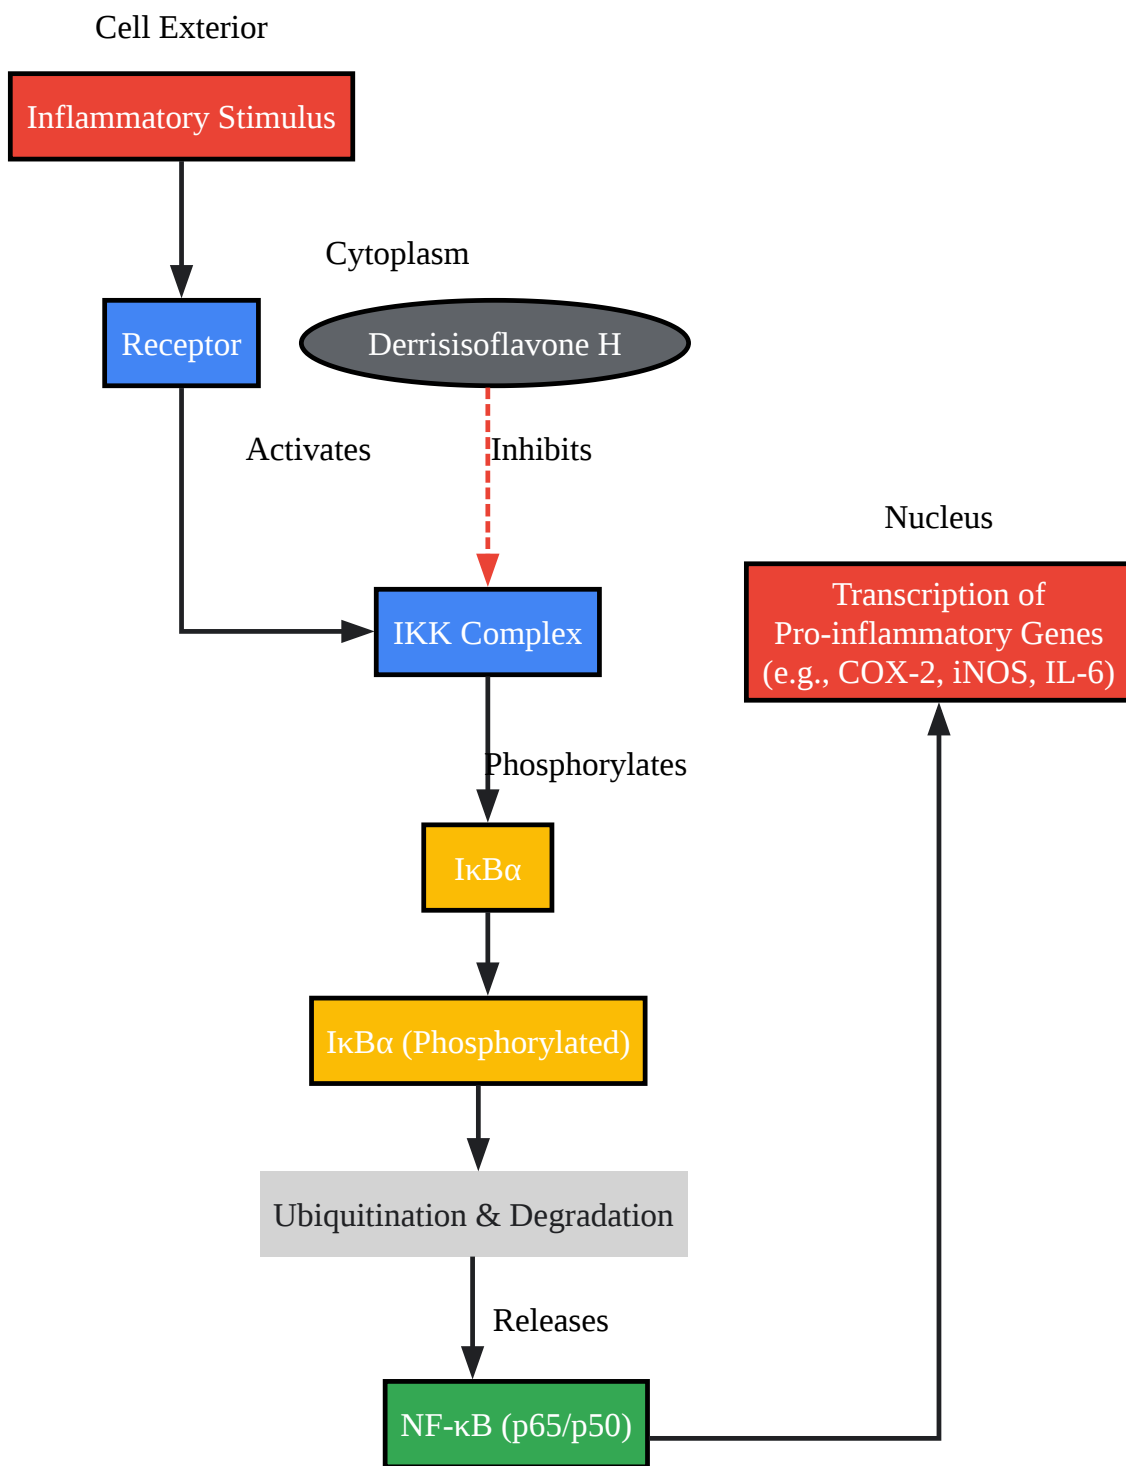 Cell Exterior
Inflammatory Stimulus
Cytoplasm
Receptor
Derrisisoflavone H
Activates
Inhibits
Nucleus
Transcription of
Pro-inflammatory Genes
(e.g., COX-2, iNOS, IL-6)
IKK Complex
Phosphorylates
IκBα
IκBα (Phosphorylated)
Ubiquitination & Degradation
Releases
NF-κB (p65/p50)